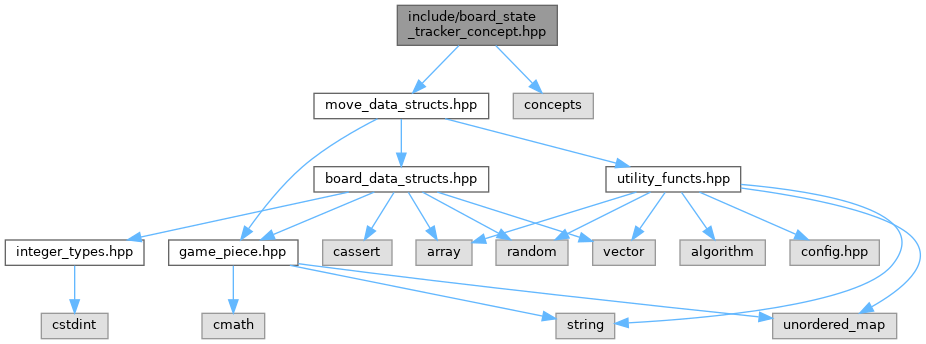 include/board_state
_tracker_concept.hpp
move_data_structs.hpp
concepts
board_data_structs.hpp
utility_functs.hpp
integer_types.hpp
game_piece.hpp
cassert
array
random
vector
algorithm
config.hpp
cstdint
cmath
string
unordered_map